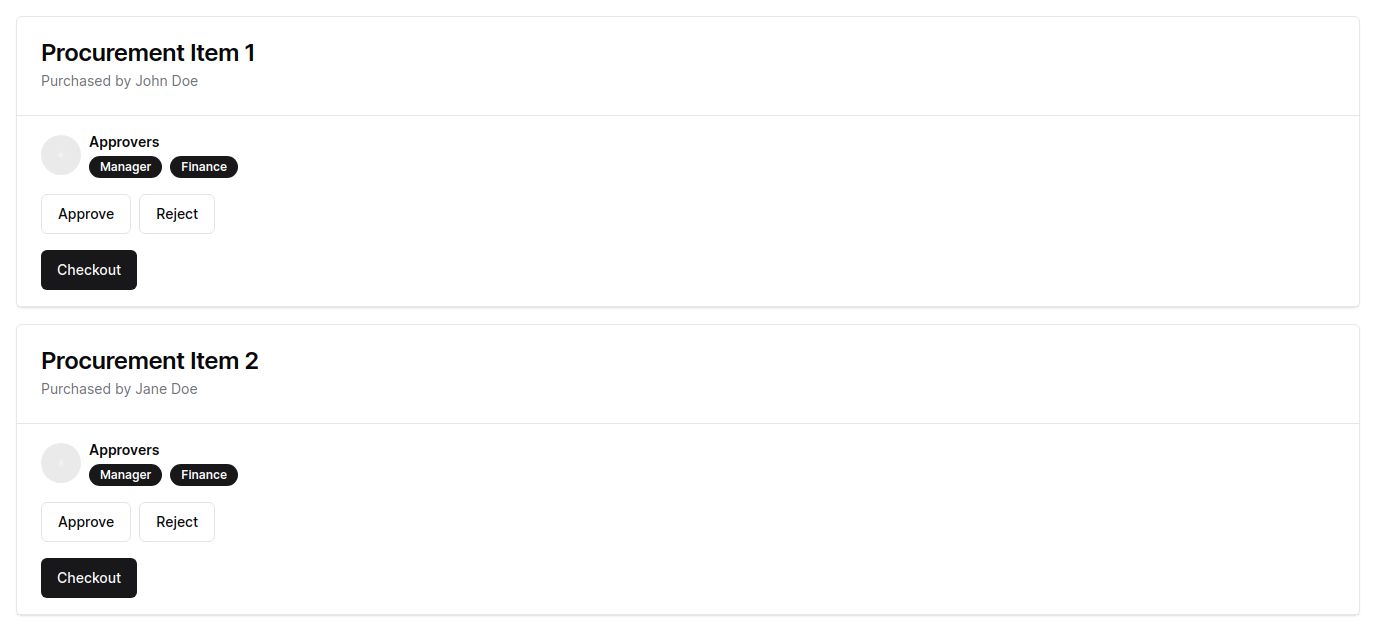 Procurement Item 1
Purchased by John Doe
Approvers
Manager Finance
Approve Reject
Checkout
Procurement Item 2
Purchased by Jane Doe
Approvers
Manager Finance
Approve Reject
Checkout